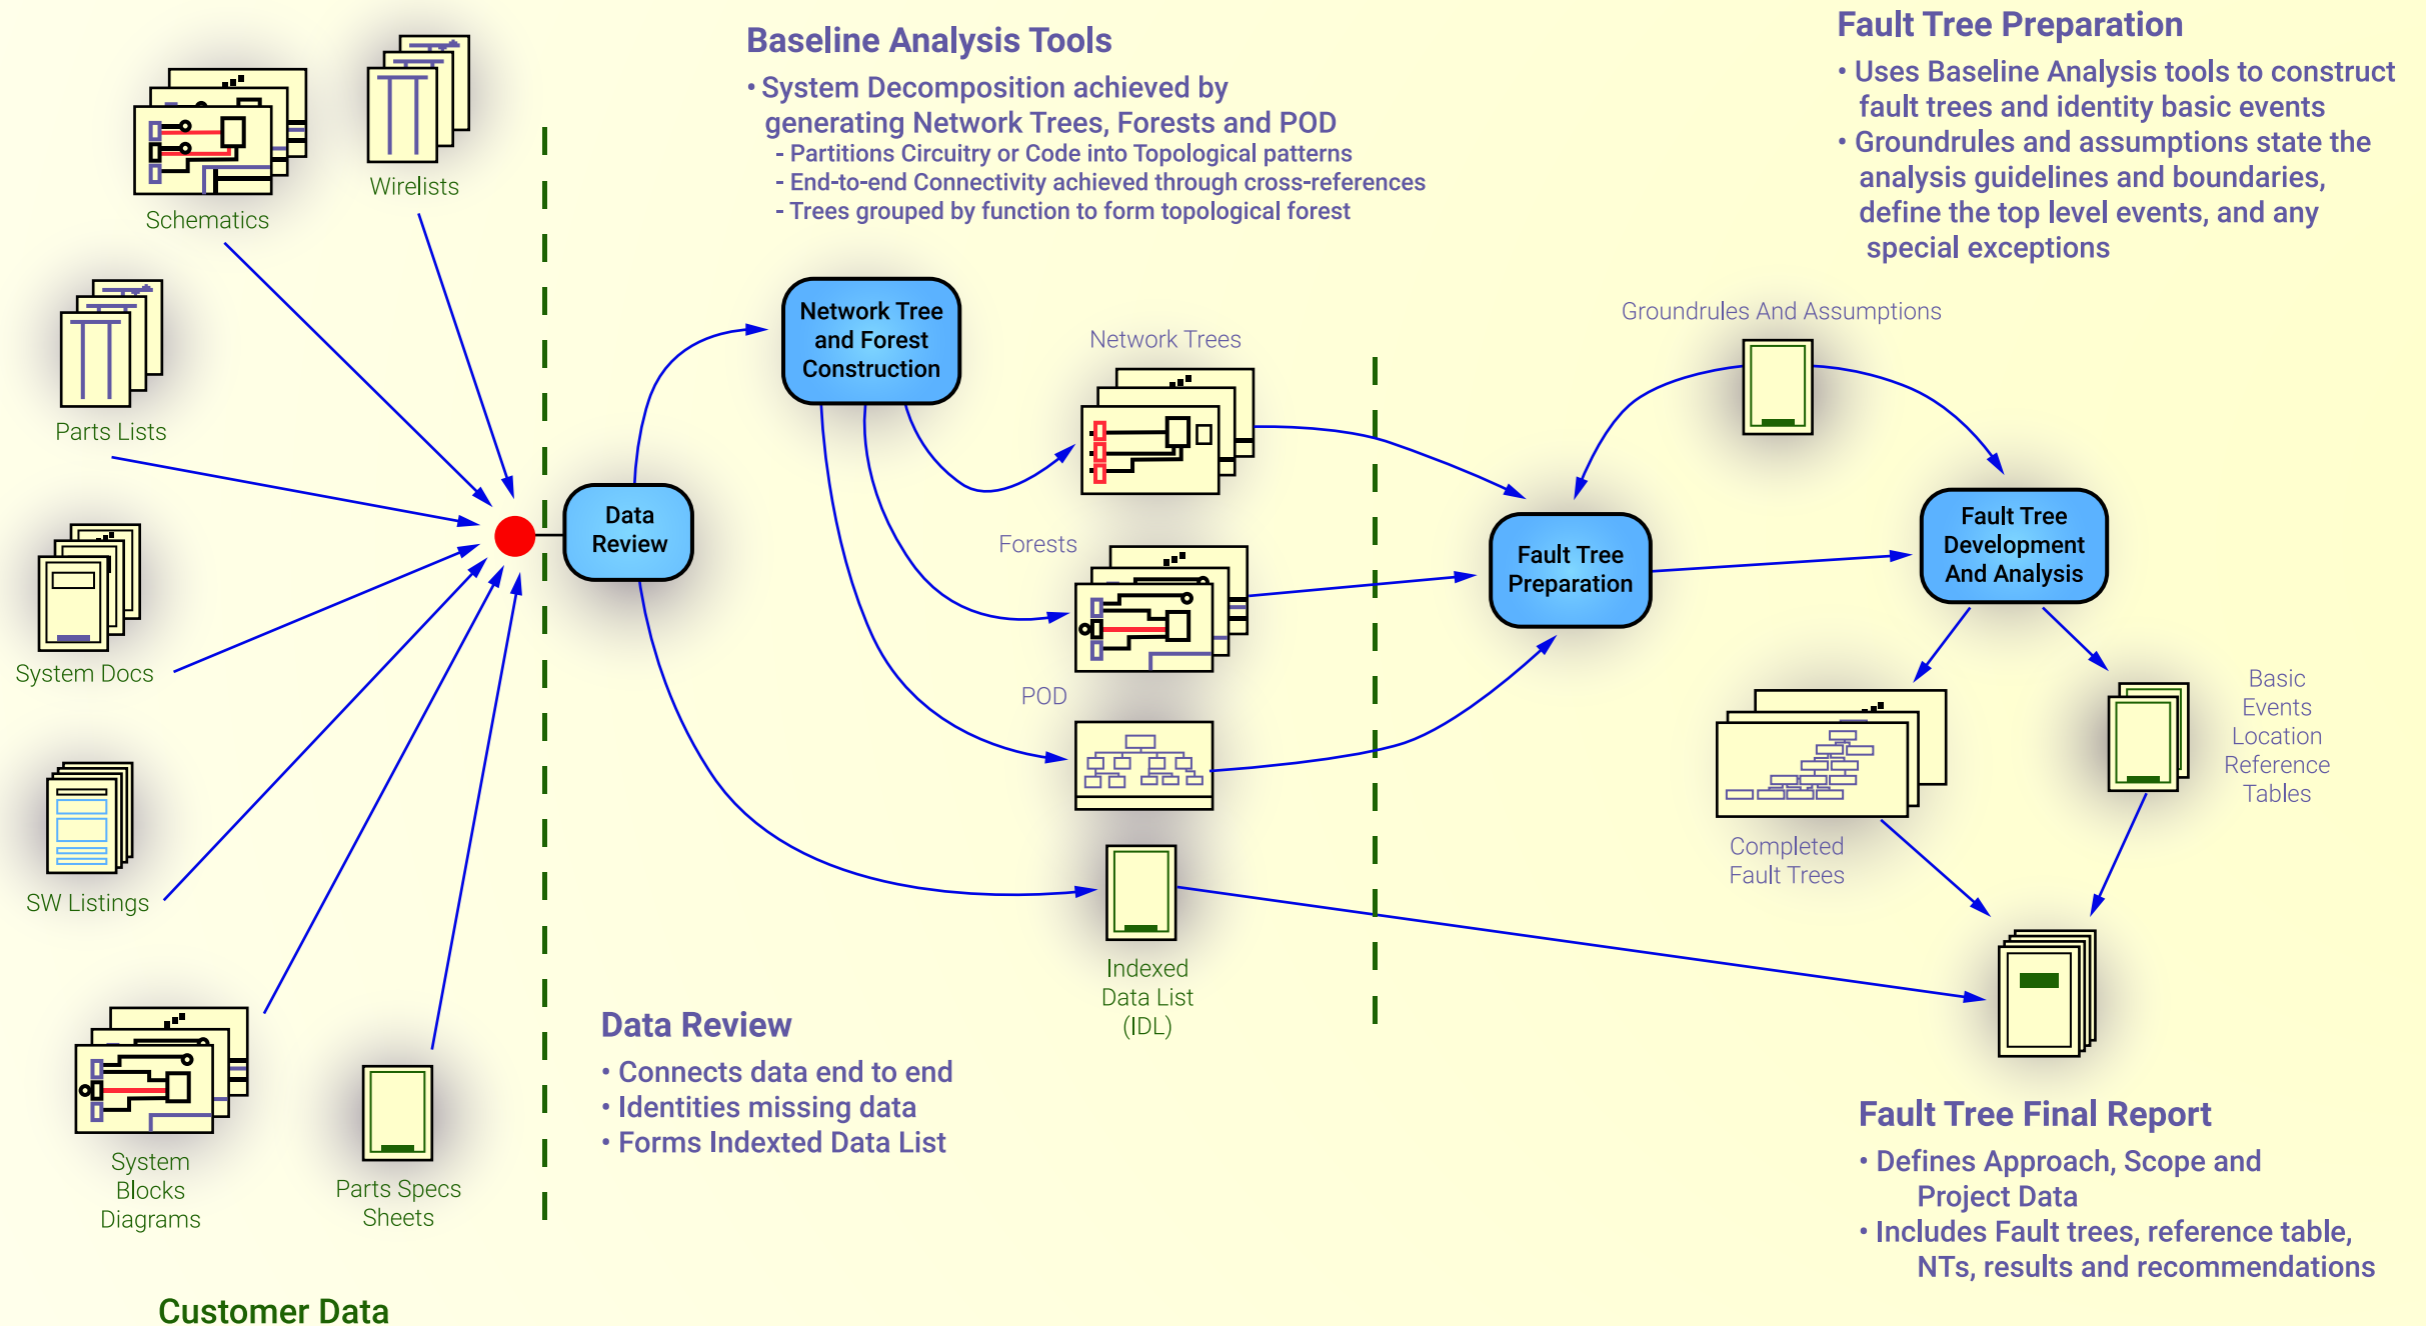 Baseline Analysis Tools
• System Decomposition achieved by
generating Network Trees, Forests and POD
- Partitions Circuitry or Code into Topological patterns
- End-to-end Connectivity achieved through cross-references
- Trees grouped by function to form topological forest
Fault Tree Preparation
• Uses Baseline Analysis tools to construct
fault trees and identity basic events
• Groundrules and assumptions state the
analysis guidelines and boundaries,
define the top level events, and any
special exceptions
Schematics
Wirelists
Parts Lists
System Docs
SW Listings
System
Blocks
Diagrams
Parts Specs
Sheets
Customer Data
Data
Review
Network Tree
and Forest
Construction
Network Trees
Forests
POD
Indexed
Data List
(IDL)
Data Review
• Connects data end to end
• Identities missing data
• Forms Indexted Data List
Groundrules And Assumptions
Fault Tree
Preparation
Fault Tree
Development
And Analysis
Completed
Fault Trees
Basic
Events
Location
Reference
Tables
Fault Tree Final Report
• Defines Approach, Scope and
Project Data
• Includes Fault trees, reference table,
NTs, results and recommendations